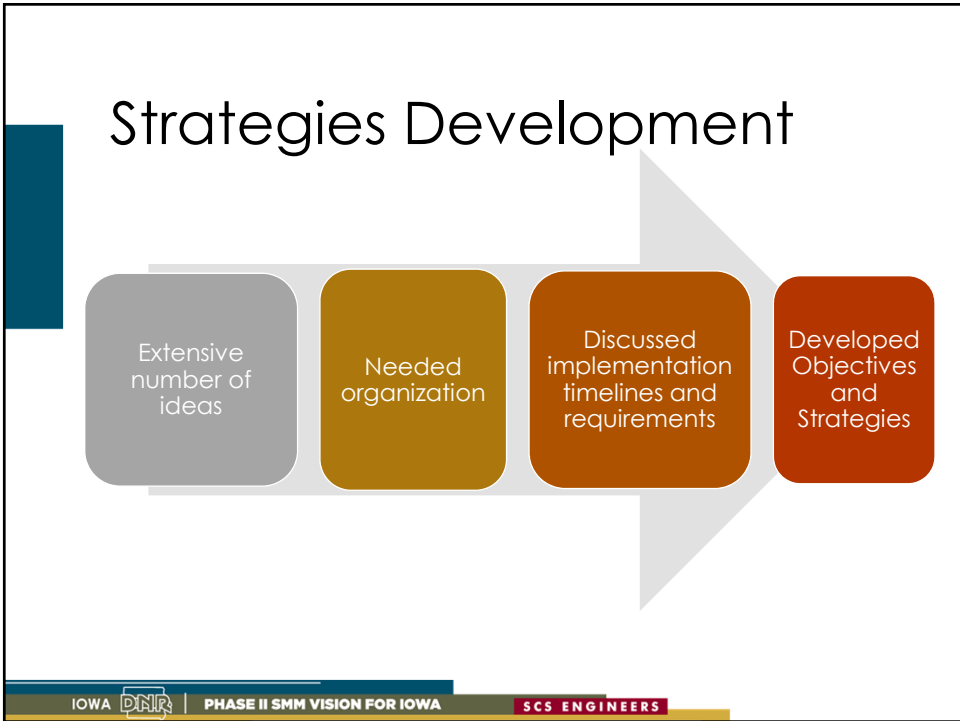 Strategies Development
Extensive
number of
ideas
Needed
organization
Discussed
implementation
timelines and
requirements
Developed
Objectives
and
Strategies
IOWA DNR | PHASE II SMM VISION FOR IOWA
SCS ENGINEERS